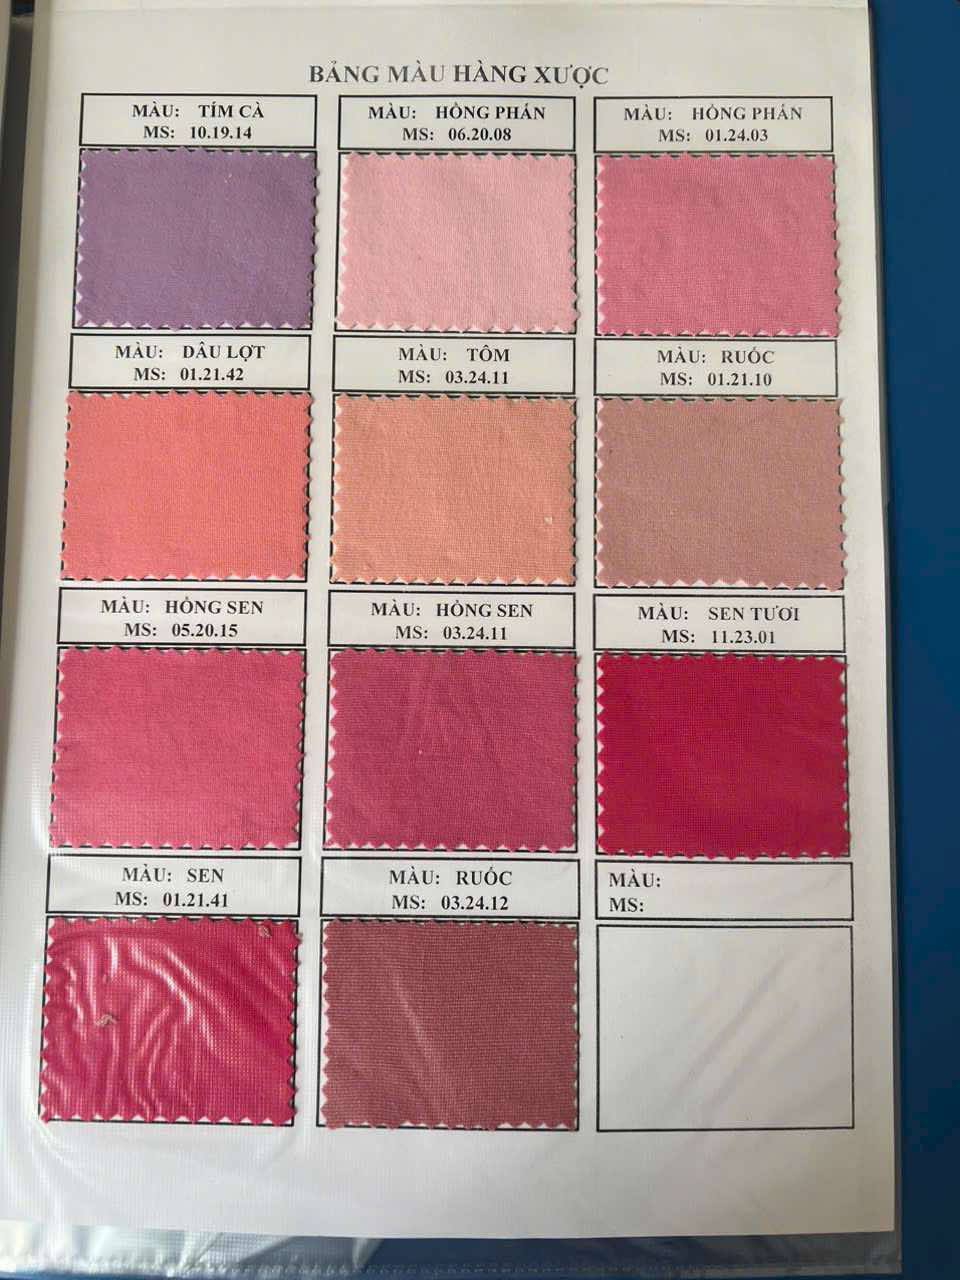 BẢNG MÀU HÀNG XƯỢC
MÀU: TÍM CÀ
MS: 10.19.14
MÀU: HỒNG PHẤN
MS: 06.20.08
MÀU: HỒNG PHẤN
MS: 01.24.03
MÀU: DÂU LỢT
MS: 01.21.42
MÀU: TÔM
MS: 03.24.11
MÀU: RUỐC
MS: 01.21.10
MÀU: HỒNG SEN
MS: 05.20.15
MÀU: HỒNG SEN
MS: 03.24.11
MÀU: SEN TƯƠI
MS: 11.23.01
MÀU: SEN
MS: 01.21.41
MÀU: RUỐC
MS: 03.24.12
MÀU:
MS: